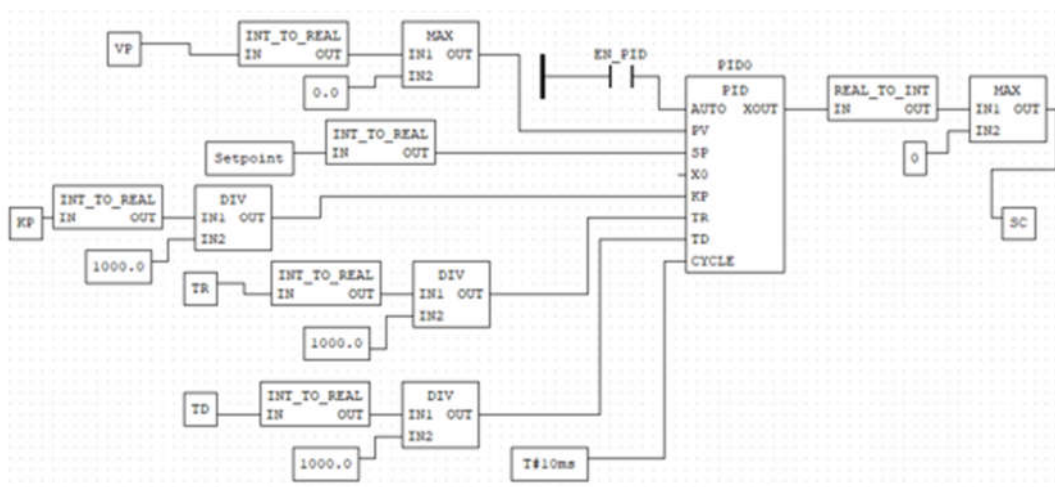 VP
INT_TO_REAL
IN OUT
MAX
IN1 OUT
IN2
0.0
EN_PID
PID0
PID
AUTO XOUT
PV
SP
X0
KP
TR
TD
CYCLE
REAL_TO_INT
IN OUT
MAX
IN1 OUT
IN2
0
SC
Setpoint
INT_TO_REAL
IN OUT
KP
INT_TO_REAL
IN OUT
DIV
IN1 OUT
IN2
1000.0
TR
INT_TO_REAL
IN OUT
DIV
IN1 OUT
IN2
1000.0
TD
INT_TO_REAL
IN OUT
DIV
IN1 OUT
IN2
1000.0
T#10ms